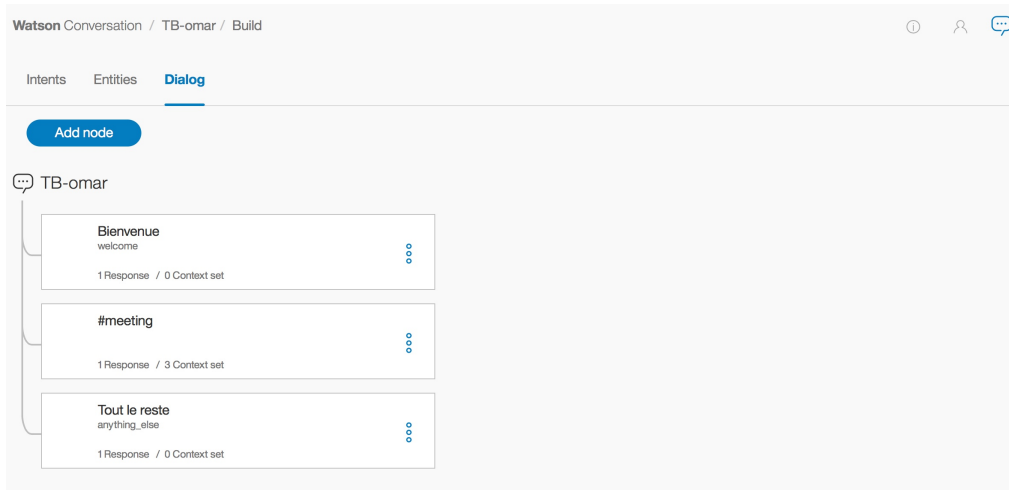 Watson Conversation / TB-omar / Build
Intents Entities Dialog
Add node
TB-omar
Bienvenue
welcome
1 Response / 0 Context set
#meeting
1 Response / 3 Context set
Tout le reste
anything_else
1 Response / 0 Context set